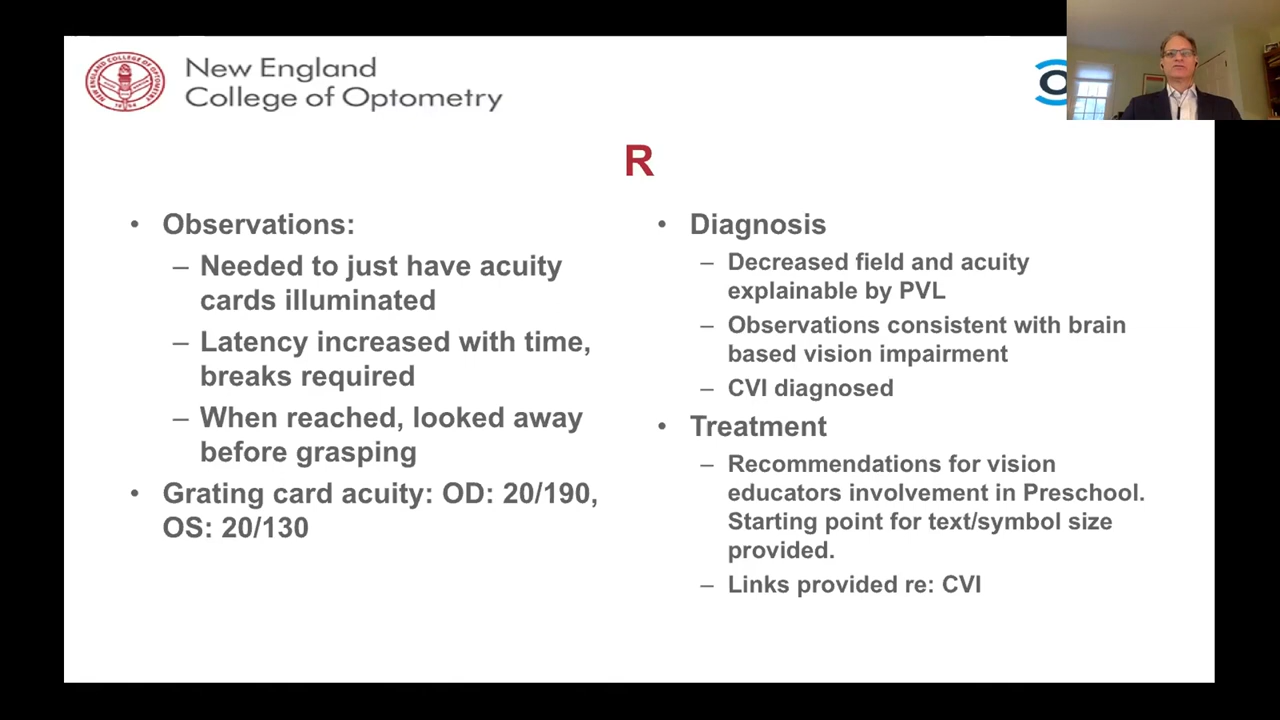 New England
College of Optometry
R
• Observations:
– Needed to just have acuity
cards illuminated
– Latency increased with time,
breaks required
– When reached, looked away
before grasping
• Grating card acuity: OD: 20/190,
OS: 20/130
• Diagnosis
– Decreased field and acuity
explainable by PVL
– Observations consistent with brain
based vision impairment
– CVI diagnosed
• Treatment
– Recommendations for vision
educators involvement in Preschool.
Starting point for text/symbol size
provided.
– Links provided re: CVI